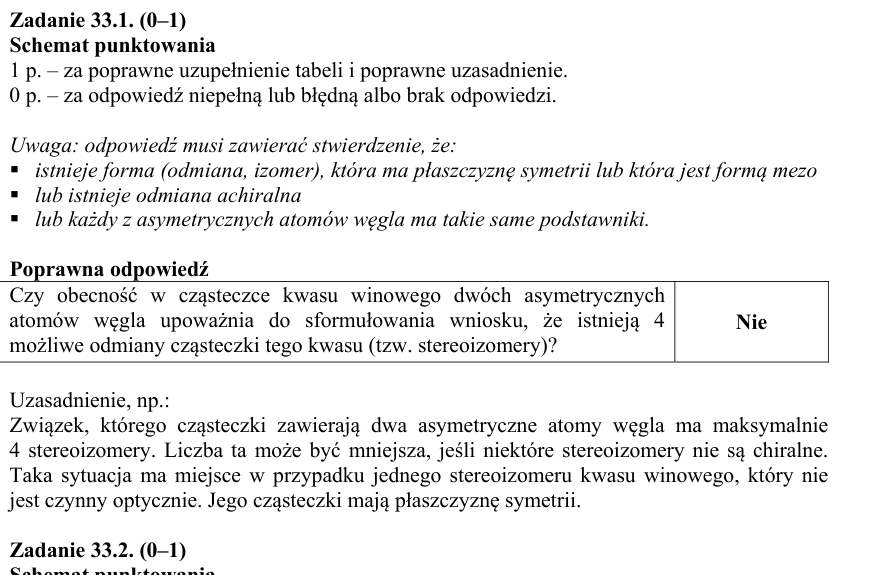 Zadanie 33.1. (0–1)
Schemat punktowania
1 p. – za poprawne uzupełnienie tabeli i poprawne uzasadnienie.
0 p. – za odpowiedź niepełną lub błędną albo brak odpowiedzi.
Uwaga: odpowiedź musi zawierać stwierdzenie, że:
▪ istnieje forma (odmiana, izomer), która ma płaszczyznę symetrii lub która jest formą mezo
▪ lub istnieje odmiana achiralna
▪ lub każdy z asymetrycznych atomów węgla ma takie same podstawniki.
Poprawna odpowiedź
Czy obecność w cząsteczce kwasu winowego dwóch asymetrycznych
atomów węgla upoważnia do sformułowania wniosku, że istnieją 4
możliwe odmiany cząsteczki tego kwasu (tzw. stereoizomery)?
Nie
Uzasadnienie, np.:
Związek, którego cząsteczki zawierają dwa asymetryczne atomy węgla ma maksymalnie
4 stereoizomery. Liczba ta może być mniejsza, jeśli niektóre stereoizomery nie są chiralne.
Taka sytuacja ma miejsce w przypadku jednego stereoizomeru kwasu winowego, który nie
jest czynny optycznie. Jego cząsteczki mają płaszczyznę symetrii.
Zadanie 33.2. (0–1)
Schemat punktowania